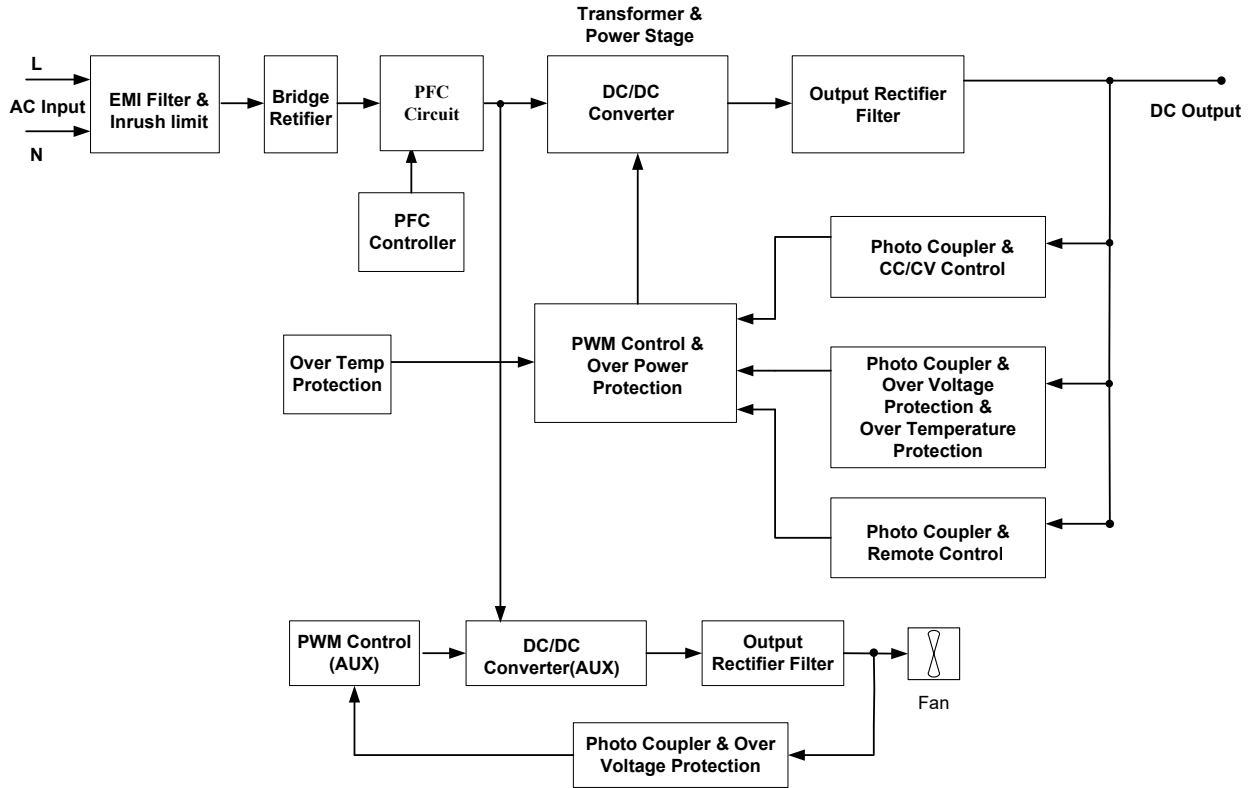 Transformer &
Power Stage
L
AC Input
N
EMI Filter &
Inrush limit
Bridge
Retifier
PFC
Circuit
DC/DC
Converter
Output Rectifier
Filter
DC Output
PFC
Controller
Photo Coupler &
CC/CV Control
Over Temp
Protection
PWM Control &
Over Power
Protection
Photo Coupler &
Over Voltage
Protection &
Over Temperature
Protection
Photo Coupler &
Remote Control
PWM Control
(AUX)
DC/DC
Converter(AUX)
Output
Rectifier Filter
Fan
Photo Coupler & Over
Voltage Protection